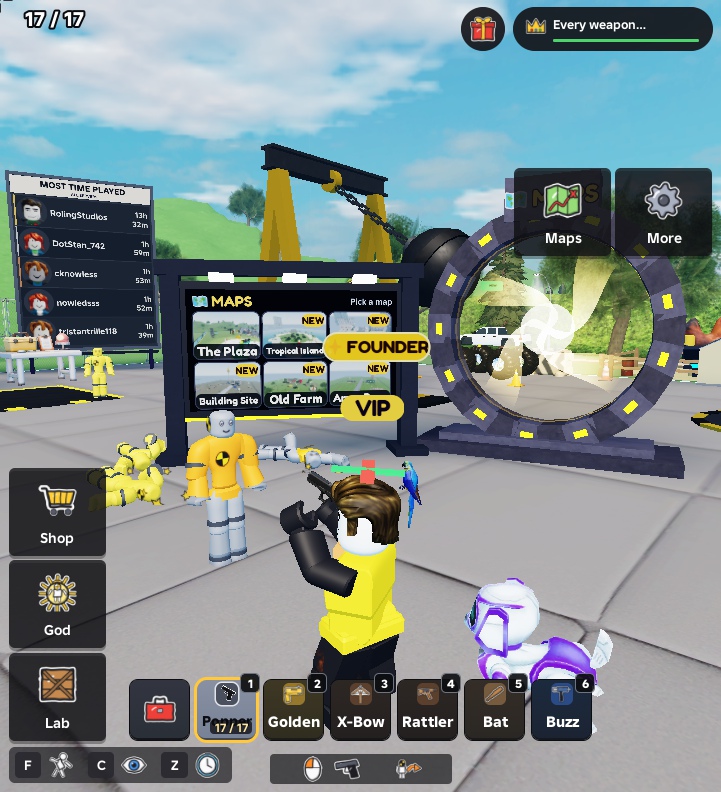 17 / 17
Every weapon...
MOST TIME PLAYED
RolingStudios
13h
32m
DotStan_742
1h
59m
cknowless
1h
53m
nowledsss
1h
52m
tristantrille118
1h
39m
Maps
More
MAPS
Pick a map
NEW
NEW
The Plaza
Tropical Island
FOUNDER
NEW
NEW
NEW
Building Site
Old Farm
VIP
Shop
God
Lab
1
17 / 17
2
Golden
3
X-Bow
4
Rattler
5
Bat
6
Buzz
F
C
Z